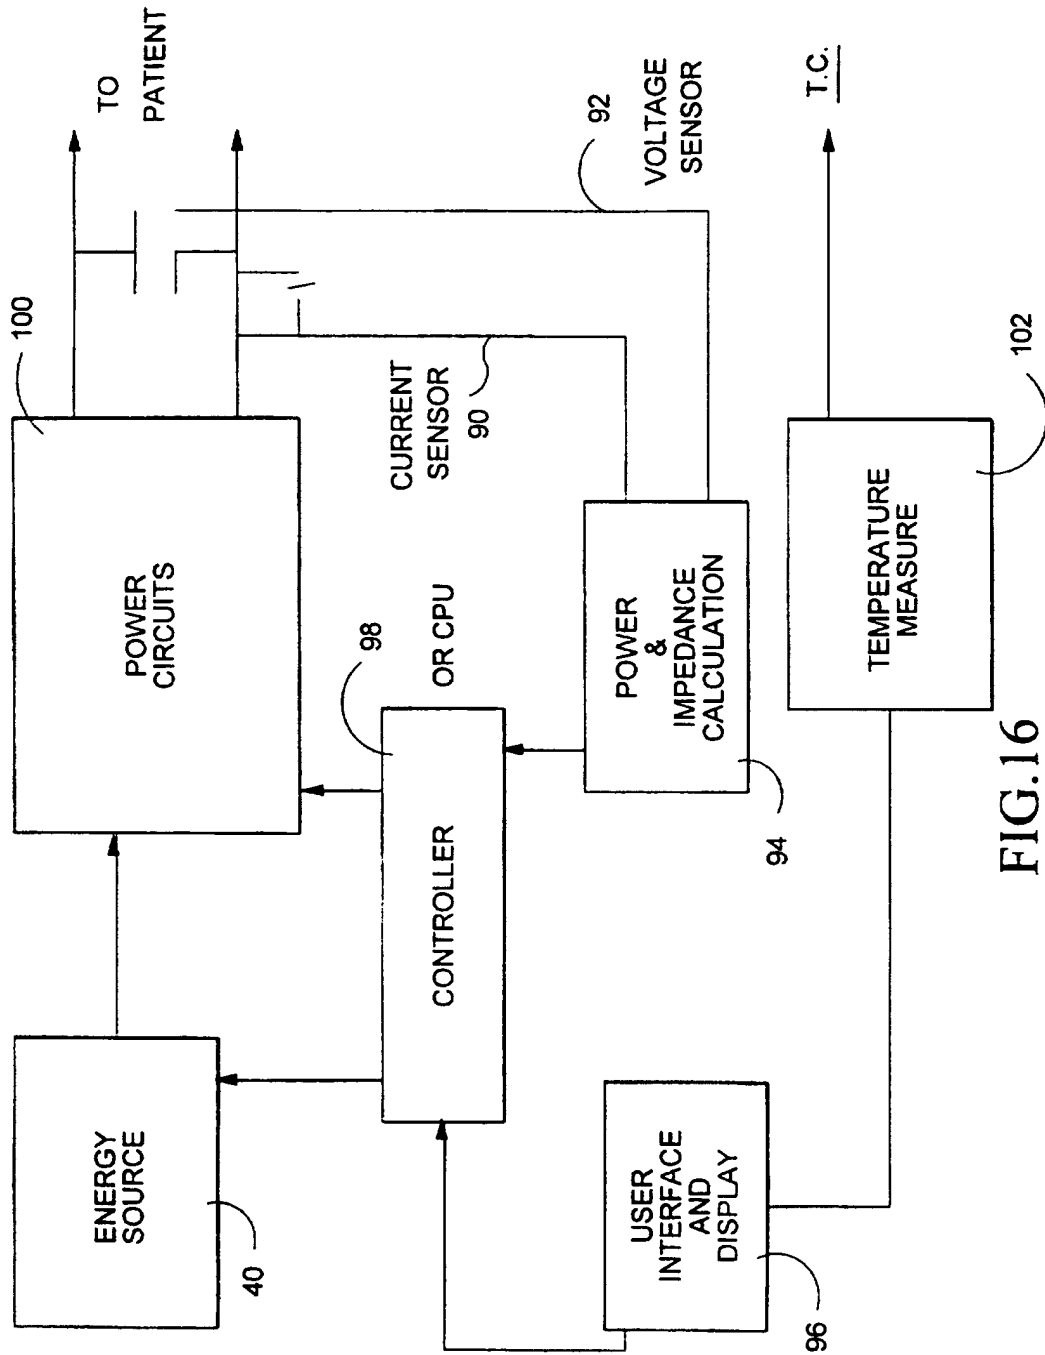 ENERGY
SOURCE
40
POWER
CIRCUITS
100
TO
PATIENT
CONTROLLER
98
OR CPU
CURRENT
SENSOR
90
92
VOLTAGE
SENSOR
USER
INTERFACE
AND
DISPLAY
96
POWER
&
IMPEDANCE
CALCULATION
94
TEMPERATURE
MEASURE
102
T.C.
FIG.16